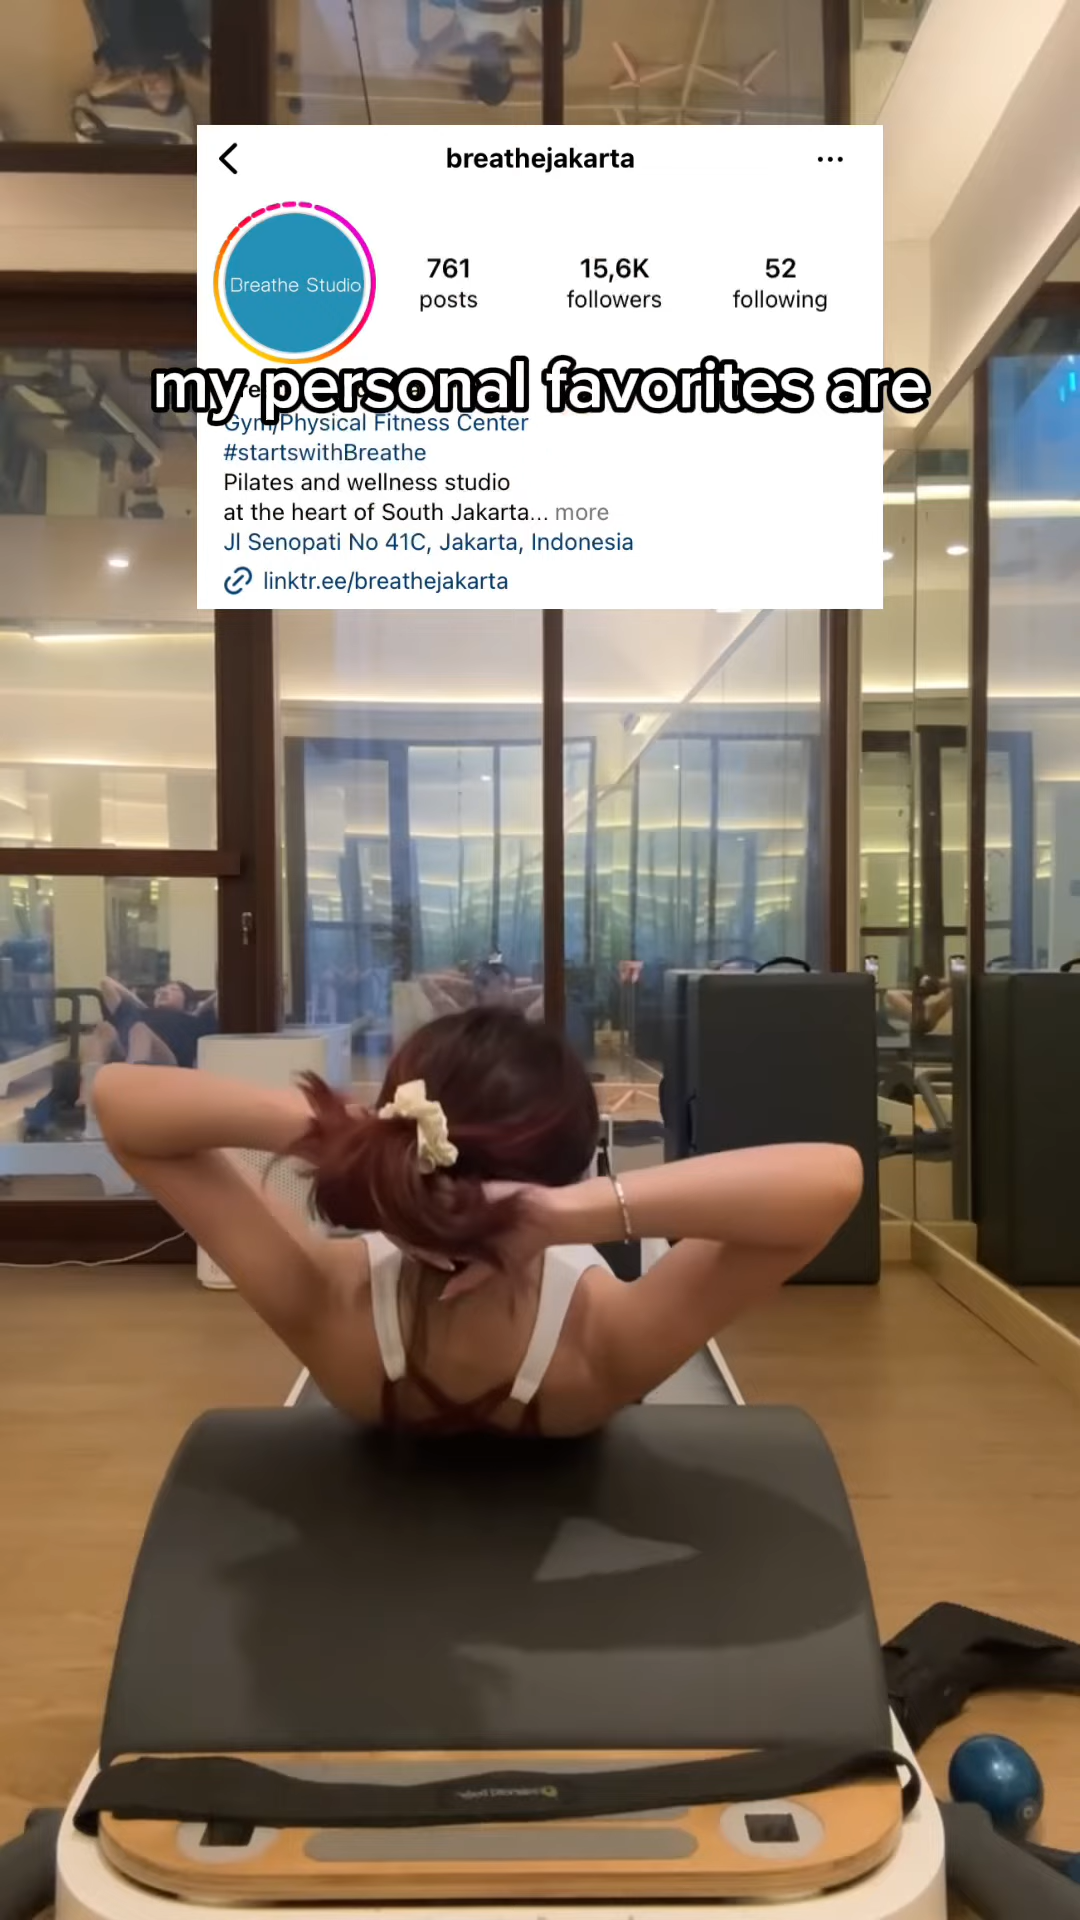 breathejakarta
Breathe Studio
761
posts
15,6K
followers
52
following
my personal favorites are
Gym/Physical Fitness Center
#startswithBreathe
Pilates and wellness studio
at the heart of South Jakarta... more
Jl Senopati No 41C, Jakarta, Indonesia
linktr.ee/breathejakarta